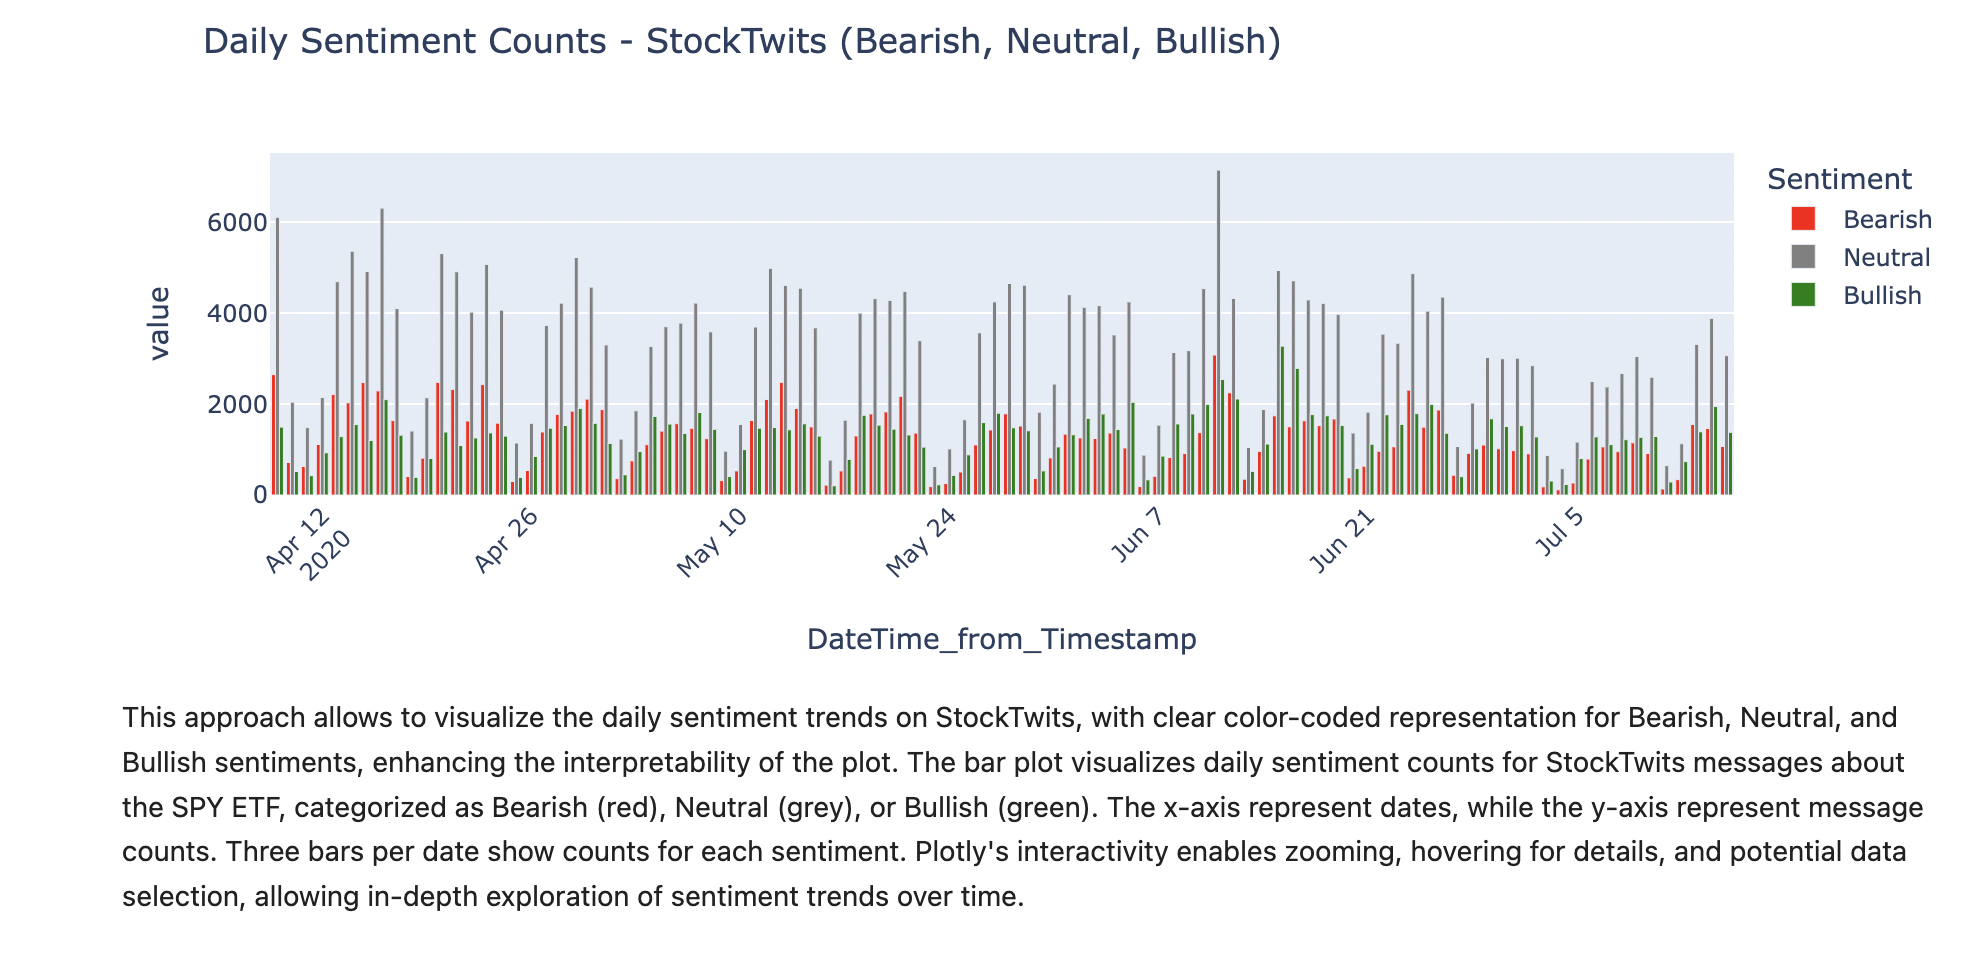 Daily Sentiment Counts - StockTwits (Bearish, Neutral, Bullish)
Sentiment
Bearish
Neutral
Bullish
value
6000
4000
2000
0
Apr 12
2020
Apr 26
May 10
May 24
Jun 7
Jun 21
Jul 5
DateTime_from_Timestamp
This approach allows to visualize the daily sentiment trends on StockTwits, with clear color-coded representation for Bearish, Neutral, and
Bullish sentiments, enhancing the interpretability of the plot. The bar plot visualizes daily sentiment counts for StockTwits messages about
the SPY ETF, categorized as Bearish (red), Neutral (grey), or Bullish (green). The x-axis represent dates, while the y-axis represent message
counts. Three bars per date show counts for each sentiment. Plotly's interactivity enables zooming, hovering for details, and potential data
selection, allowing in-depth exploration of sentiment trends over time.